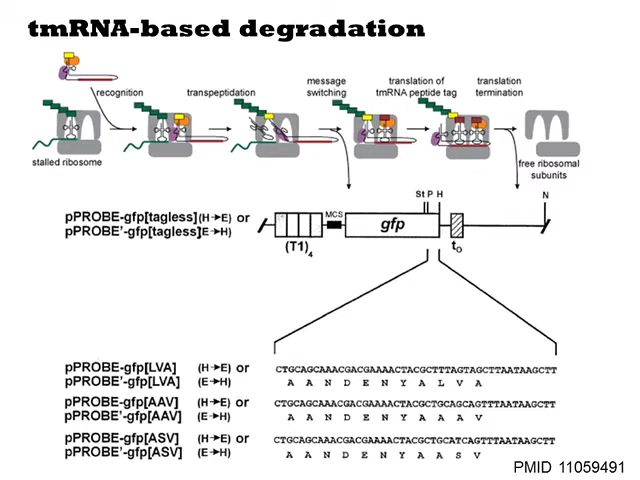 tmRNA-based degradation
recognition
transpeptidation
message
switching
translation of
tmRNA peptide tag
translation
termination
stalled ribosome
free ribosomal
subunits
St P H
N
pPROBE-gfp[tagless](H→E) or
pPROBE'-gfp[tagless]E→H)
MCS
gfp
(T1)4
to
pPROBE-gfp[LVA] (H→E) or
CTGCAGCAAACGACGAAAACTACGCTTTAGTAGCTTAATAAGCTT
pPROBE'-gfp[LVA] (E→H)
A A N D E N Y A L V A
pPROBE-gfp[AAV] (H→E) or
CTGCAGCAAACGACGAAAACTACGCTGCAGCAGTTTAATAAGCTT
pPROBE'-gfp[AAV] (E→H)
A A N D E N Y A A A V
pPROBE-gfp[ASV] (H→E) or
CTGCAGCAAACGACGAAAACTACGCTGCATCAGTTTAATAAGCTT
pPROBE'-gfp[ASV] (E→H)
A A N D E N Y A A S V
PMID 11059491